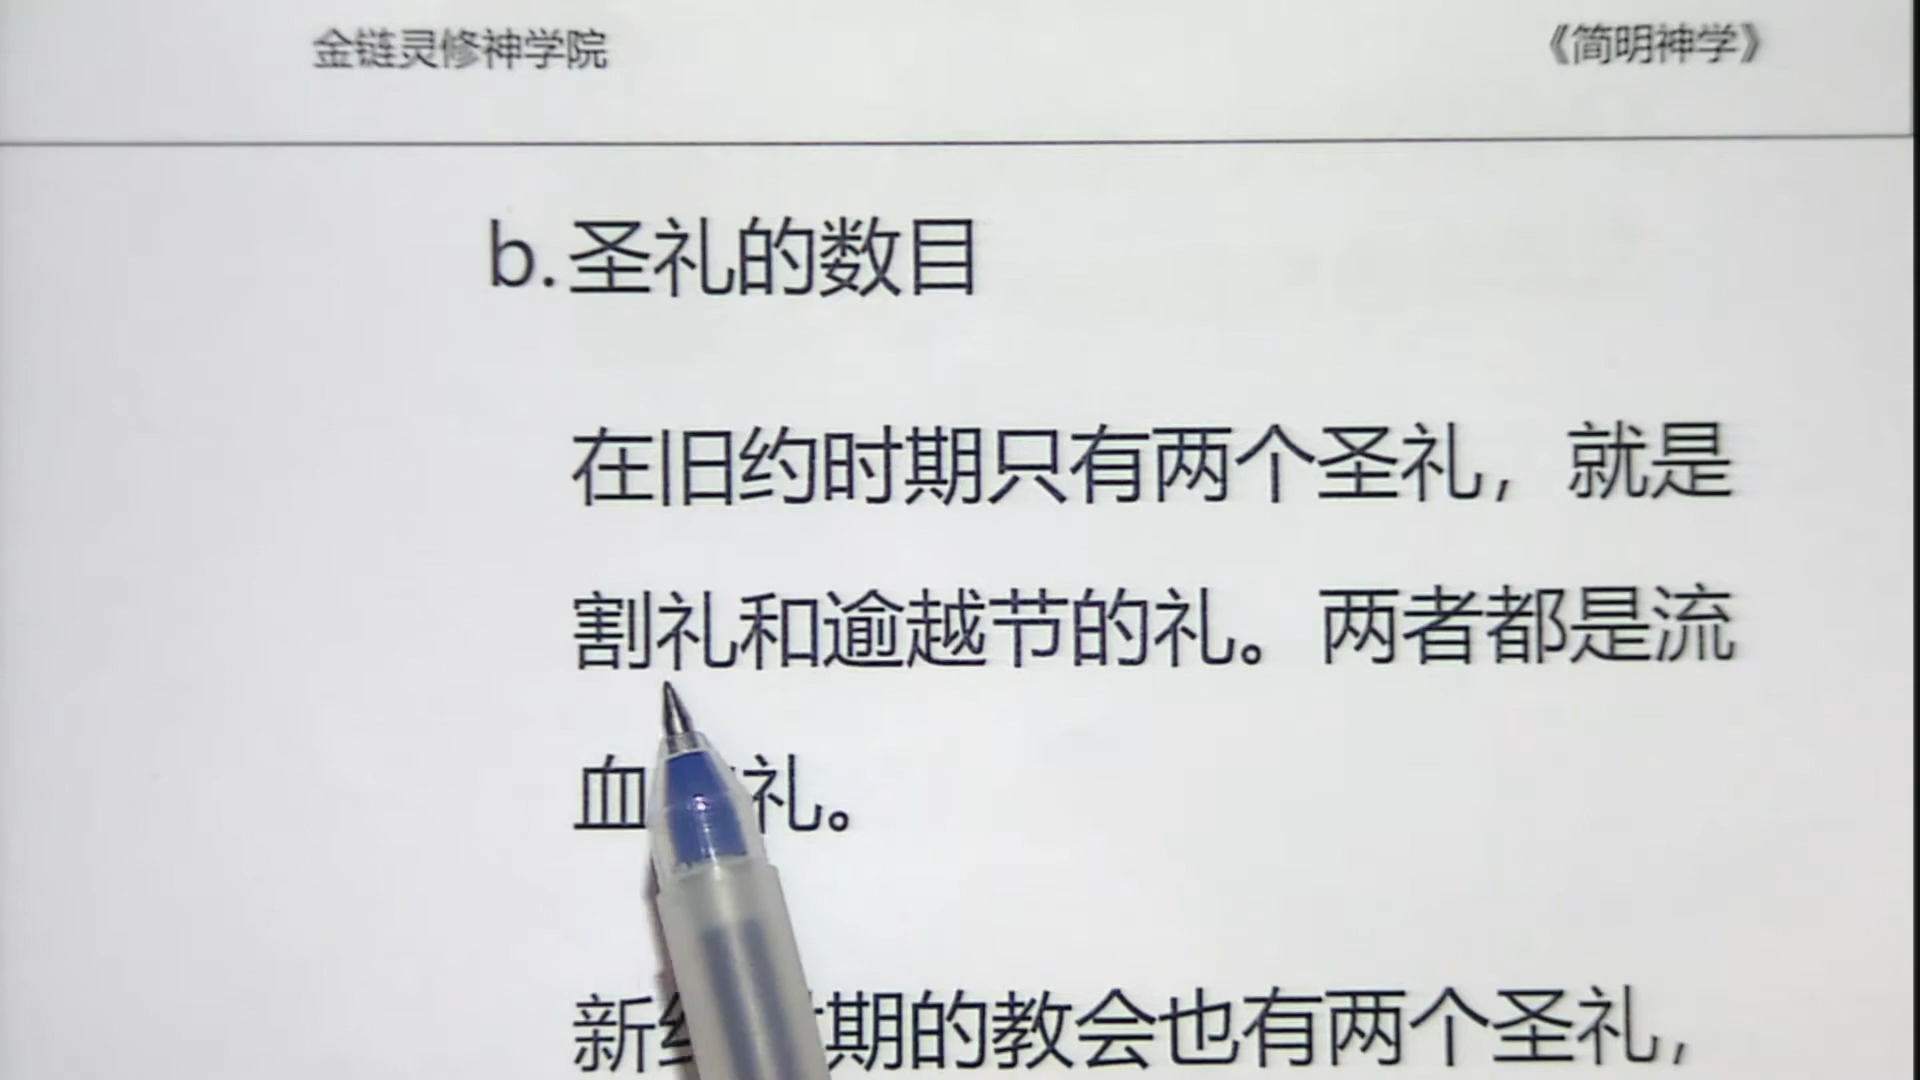 金链灵修神学院 《简明神学》
b.圣礼的数目
在旧约时期只有两个圣礼，就是
割礼和逾越节的礼。两者都是流
血 礼。
新 期的教会也有两个圣礼，